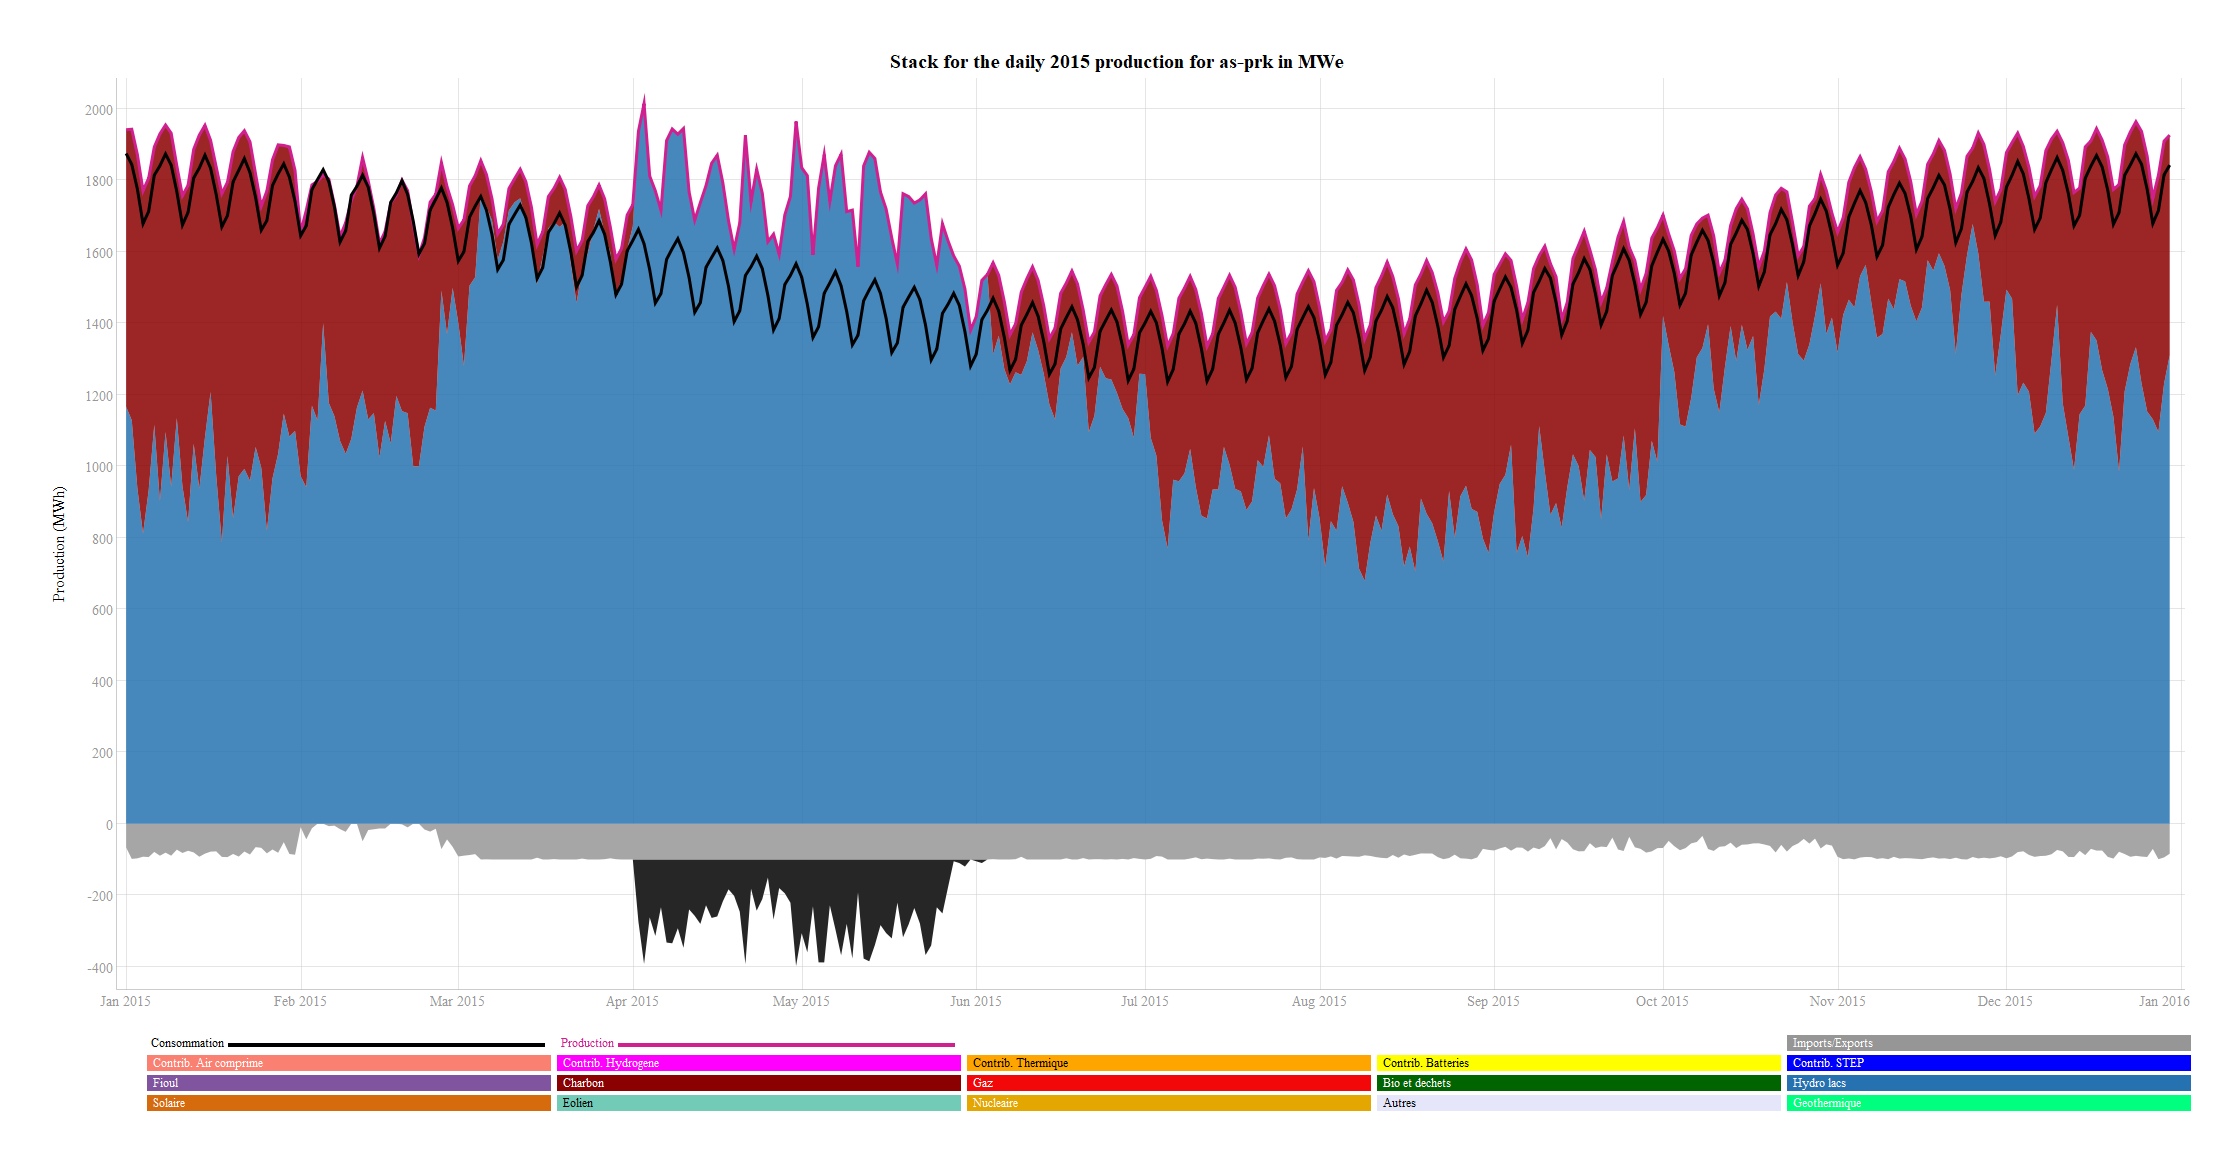 Stack for the daily 2015 production for as-prk in MWe
2000
1800
1600
1400
1200
1000
800
600
400
200
0
-200
-400
Production (MWh)
Jan 2015 Feb 2015 Mar 2015 Apr 2015 May 2015 Jun 2015 Jul 2015 Aug 2015 Sep 2015 Oct 2015 Nov 2015 Dec 2015 Jan 2016
Consommation Production Imports/Exports
Contrib. Air comprime Contrib. Hydrogene Contrib. Thermique Contrib. Batteries Contrib. STEP
Fioul Charbon Gaz Bio et dechets Hydro lacs
Solaire Eolien Nucleaire Autres Geothermique